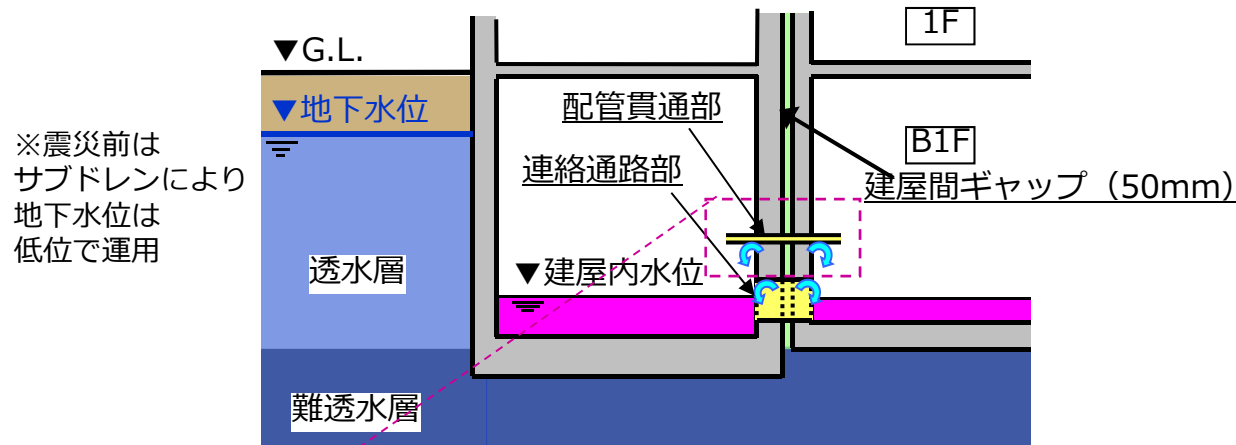 1F
▼G.L.
▼地下水位
配管貫通部
B1F
※震災前は
サブドレンにより
地下水位は
低位で運用
連絡通路部
建屋間ギャップ（50mm）
透水層
▼建屋内水位
難透水層